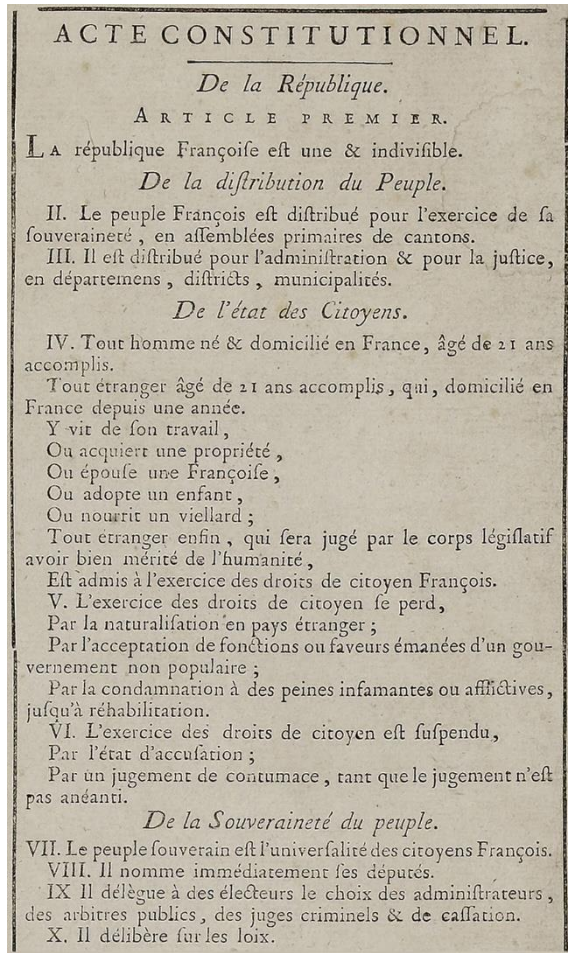 ACTE CONSTITUTIONNEL.
De la République.
ARTICLE PREMIER.
LA république Françoiſe eſt une & indiviſible.
De la diſtribution du Peuple.
II. Le peuple François eſt diſtribué pour l'exercice de ſa
ſouveraineté, en aſſemblées primaires de cantons.
III. Il eſt diſtribué pour l'adminiſtration & pour la juſtice,
en départemens, diſtricts, municipalités.
De l'état des Citoyens.
IV. Tout homme né & domicilié en France, âgé de 21 ans
accomplis.
Tout étranger âgé de 21 ans accomplis, qui, domicilié en
France depuis une année.
Y vit de ſon travail,
Ou acquiert une propriété,
Ou épouſe une Françoiſe,
Ou adopte un enfant,
Ou nourrit un viellard;
Tout étranger enfin, qui ſera jugé par le corps légiſlatif
avoir bien mérité de l'humanité,
Eſt admis à l'exercice des droits de citoyen François.
V. L'exercice des droits de citoyen ſe perd,
Par la naturaliſation en pays étranger;
Par l'acceptation de fonctions ou faveurs émanées d'un gou-
vernement non populaire;
Par la condamnation à des peines infamantes ou afflictives,
juſqu'à réhabilitation.
VI. L'exercice des droits de citoyen eſt ſuſpendu,
Par l'état d'accuſation;
Par un jugement de contumace, tant que le jugement n'eſt
pas anéanti.
De la Souveraineté du peuple.
VII. Le peuple ſouverain eſt l'univerſalité des citoyens François.
VIII. Il nomme immédiatement ſes députés.
IX Il délègue à des électeurs le choix des adminiſtrateurs,
des arbitres publics, des juges criminels & de caſſation.
X. Il délibère ſur les loix.